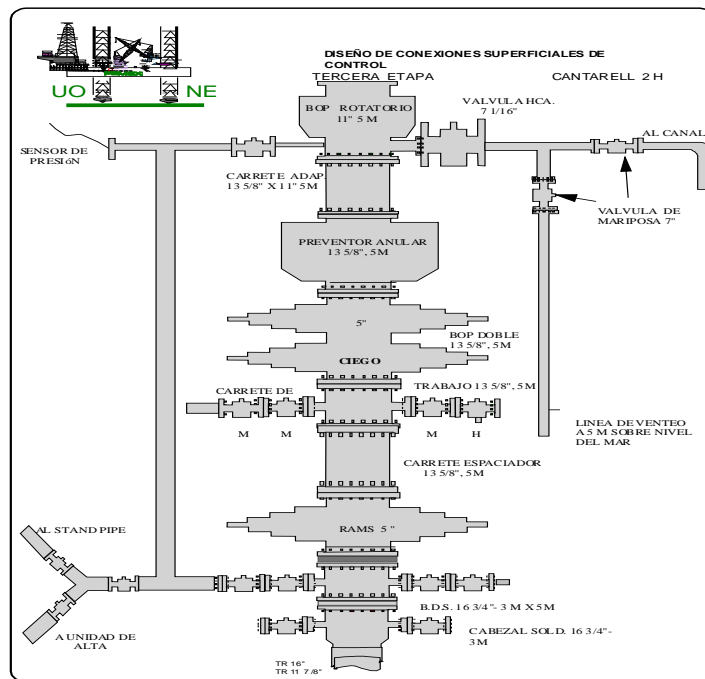 DISEÑO DE CONEXIONES SUPERFICIALES DE
CONTROL
TERCERA ETAPA
CANTARELL 2H
UO NE
BOP ROTATORIO
11" 5 M
VALVULA HCA.
7 1/16"
AL CANAL
SENSOR DE
PRESIóN
CARRETE ADAP.
13 5/8" X 11" 5M
VALVULA DE
MARIPOSA 7"
PREVENTOR ANULAR
13 5/8", 5M
5"
BOP DOBLE
13 5/8", 5M
CIEGO
CARRETE DE
TRABAJO 13 5/8", 5M
M
M
M
H
LINEA DE VENTEO
A 5 M SOBRE NIVEL
DEL MAR
CARRETE ESPACIADOR
13 5/8", 5M
AL STAND PIPE
RAMS 5"
B.D.S. 16 3/4"- 3 M X 5M
A UNIDAD DE
ALTA
CABEZAL SOLD. 16 3/4"-
3M
TR 16"
TR 11 7/8"